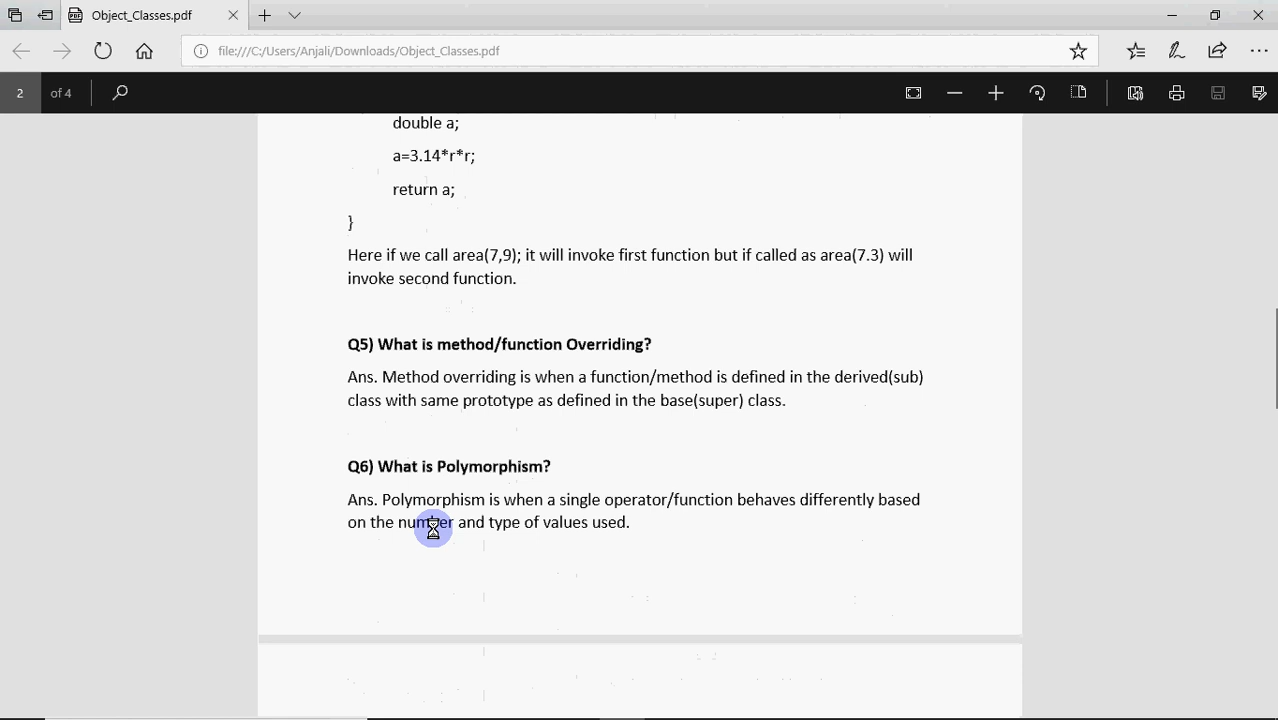 Object_Classes.pdf
file:///C:/Users/Anjali/Downloads/Object_Classes.pdf
2 of 4
double a;
a=3.14*r*r;
return a;
}
Here if we call area(7,9); it will invoke first function but if called as area(7.3) will
invoke second function.
Q5) What is method/function Overriding?
Ans. Method overriding is when a function/method is defined in the derived(sub)
class with same prototype as defined in the base(super) class.
Q6) What is Polymorphism?
Ans. Polymorphism is when a single operator/function behaves differently based
on the number and type of values used.